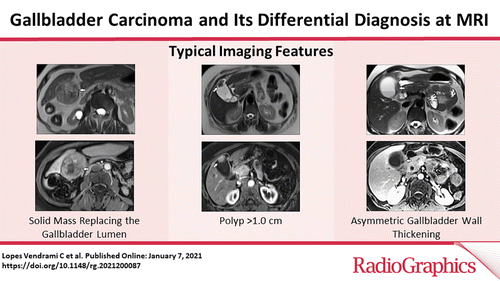 Gallbladder Carcinoma and Its Differential Diagnosis at MRI
Typical Imaging Features
Solid Mass Replacing the
Gallbladder Lumen
Polyp >1.0 cm
Asymmetric Gallbladder Wall
Thickening
Lopes Vendrami C et al. Published Online: January 7, 2021
https://doi.org/10.1148/rg.2021200087
RadioGraphics